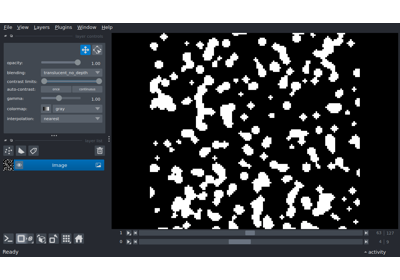 File View Layers Plugins Window Help
opacity: 1.00
blending: translucent_no_depth
contrast limits:
auto-contrast: once continuous
gamma: 1.00
colormap: gray
interpolation: nearest
Image
Ready
activity